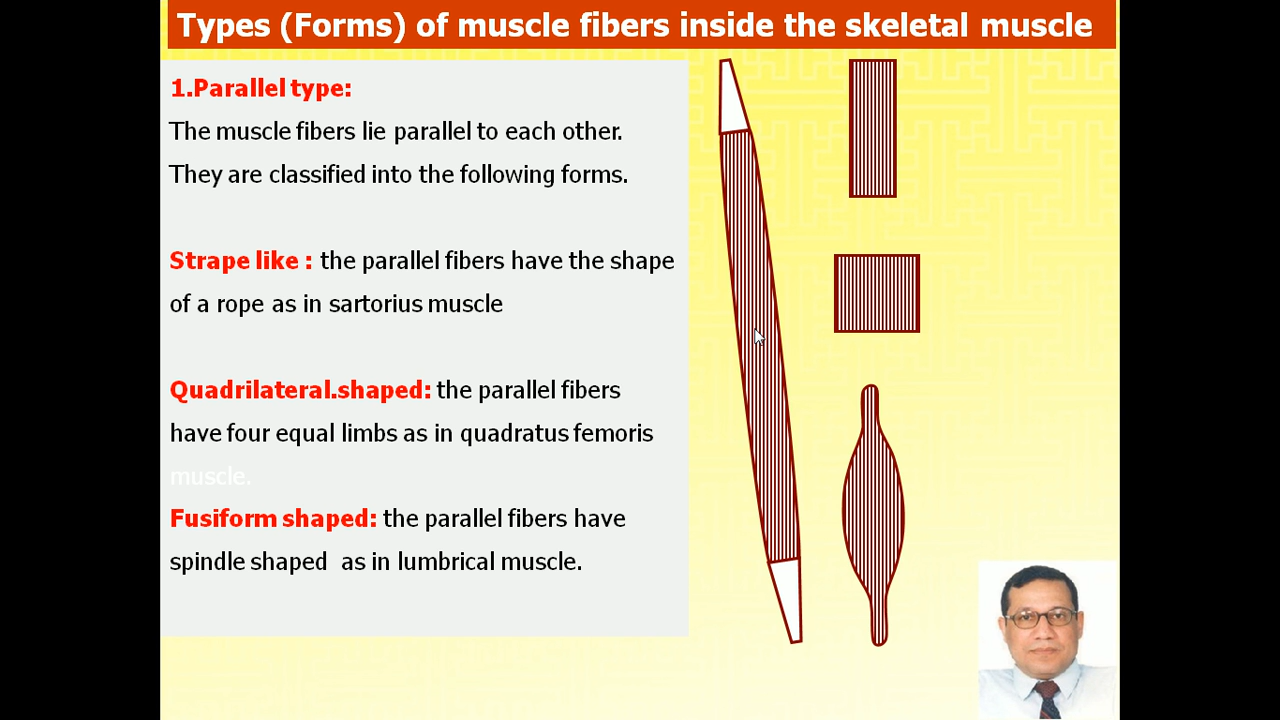 Types (Forms) of muscle fibers inside the skeletal muscle
1.Parallel type:
The muscle fibers lie parallel to each other.
They are classified into the following forms.
Strape like : the parallel fibers have the shape
of a rope as in sartorius muscle
Quadrilateral.shaped: the parallel fibers
have four equal limbs as in quadratus femoris
muscle.
Fusiform shaped: the parallel fibers have
spindle shaped as in lumbrical muscle.